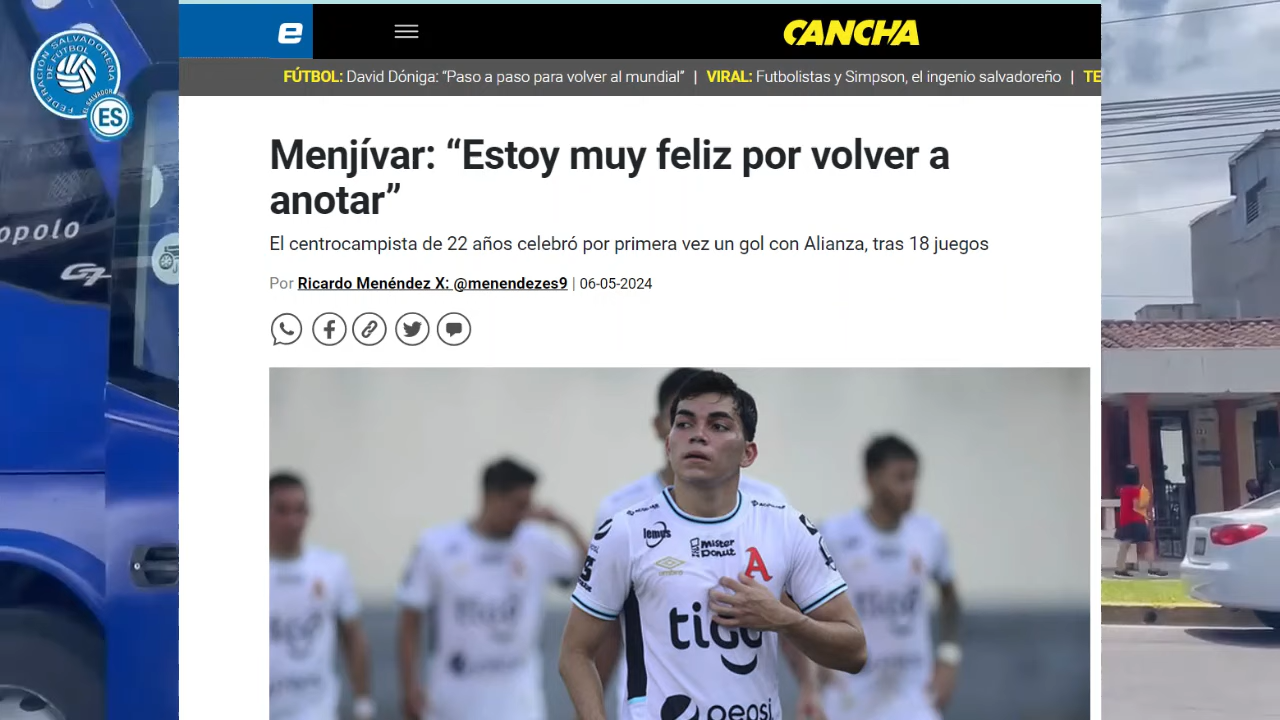 e
CANCHA
FÚTBOL: David Dóniga: “Paso a paso para volver al mundial” | VIRAL: Futbolistas y Simpson, el ingenio salvadoreño | TE
FEDERACIÓN SALVADOREÑA DE FÚTBOL
EL SALVADOR
ES
opolo
G7
Menjívar: “Estoy muy feliz por volver a
anotar”
El centrocampista de 22 años celebró por primera vez un gol con Alianza, tras 18 juegos
Por Ricardo Menéndez X: @menendezes9 | 06-05-2024
lemus
Mister
Donut
umbro
A
tigo
pepsi
tigo
tigo